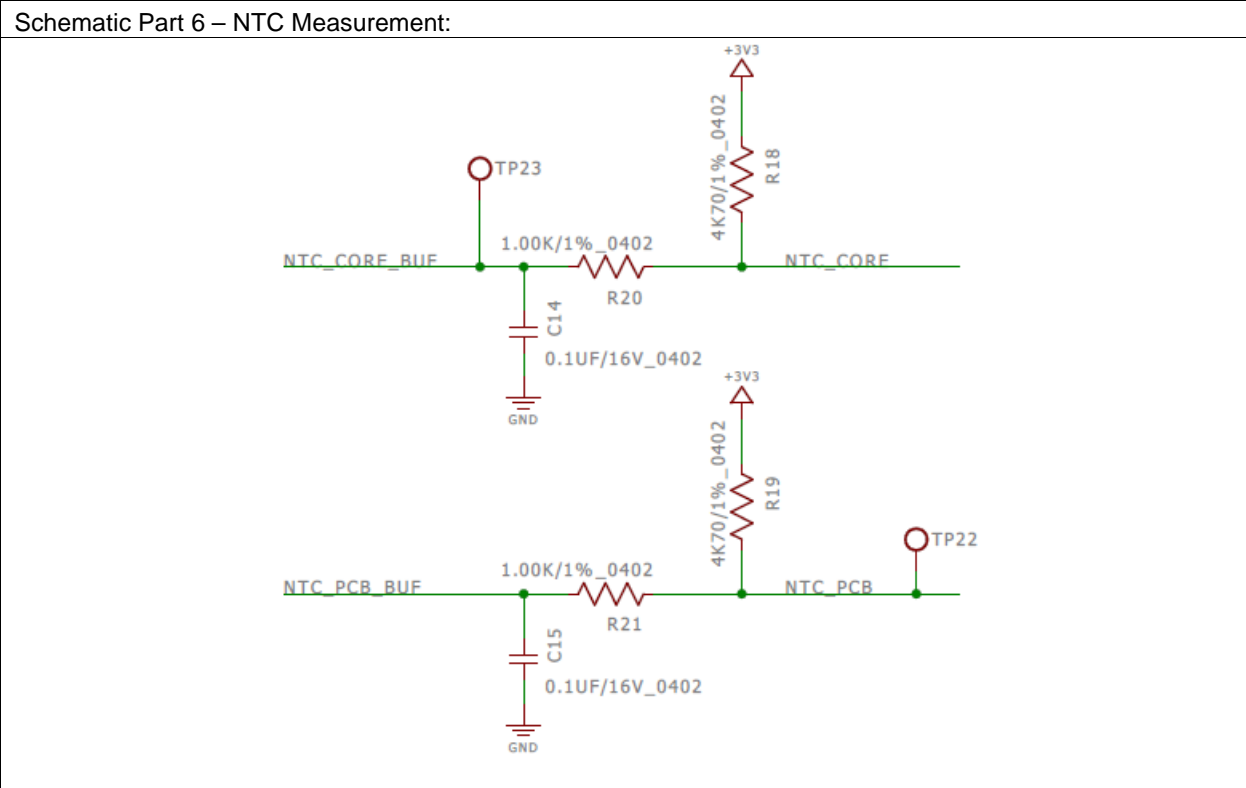 Schematic Part 6 – NTC Measurement:
+3V3
4K70/1%_0402
R18
TP23
1.00K/1%_0402
NTC_CORE_BUF
NTC_CORE
R20
C14
0.1UF/16V_0402
GND
+3V3
4K70/1%_0402
R19
TP22
1.00K/1%_0402
NTC_PCB_BUF
NTC_PCB
R21
C15
0.1UF/16V_0402
GND